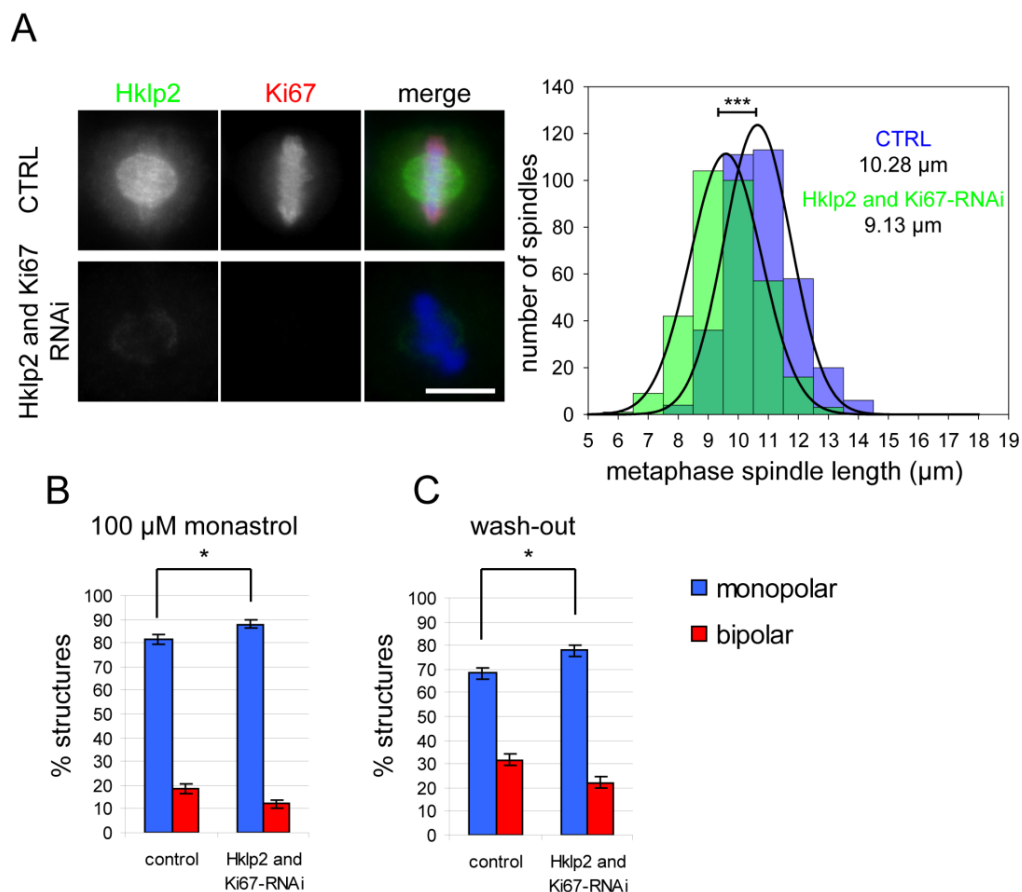 A
Hklp2
Ki67
merge
CTRL
Hklp2 and Ki67
RNAi
number of spindles
140
120
100
80
60
40
20
0
5 6 7 8 9 10 11 12 13 14 15 16 17 18 19
metaphase spindle length (µm)
***
CTRL
10.28 µm
Hklp2 and Ki67-RNAi
9.13 µm
B
100 µM monastrol
*
% structures
100
90
80
70
60
50
40
30
20
10
0
control
Hklp2 and
Ki67-RNAi
C
wash-out
*
% structures
100
90
80
70
60
50
40
30
20
10
0
control
Hklp2 and
Ki67-RNAi
monopolar
bipolar